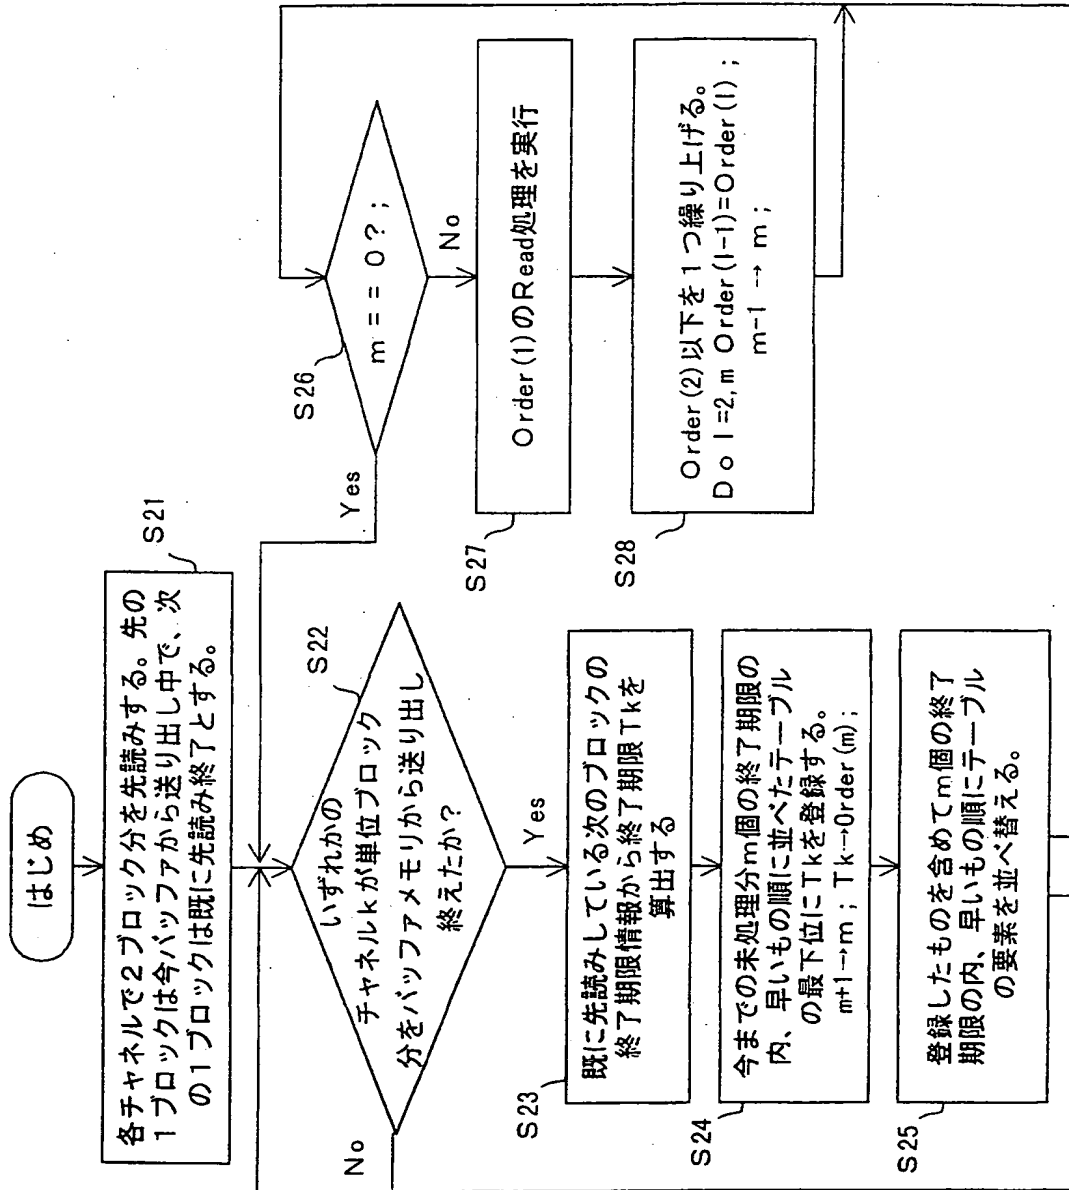 はじめ
S21
各チャネルで2ブロック分を先読みする。先の
1ブロックは今バッファから送り出し中で、次
の1ブロックは既に先読み終了とする。
S22
いずれかの
チャネルkが単位ブロック
分をバッファメモリから送り出し
終えたか?
No
Yes
S23
既に先読みしている次のブロックの
終了期限情報から終了期限Tkを
算出する
S24
今までの未処理分m個の終了期限の
内、早いもの順に並べたテーブル
の最下位にTkを登録する。
m+1→m; Tk→Order(m);
S25
登録したものを含めてm個の終了
期限の内、早いもの順にテーブル
の要素を並べ替える。
S26
m==0?;
Yes
No
S27
Order(1)のRead処理を実行
S28
Order(2)以下を1つ繰り上げる。
Do l=2,m Order(l-1)=Order(l);
m-1→m;